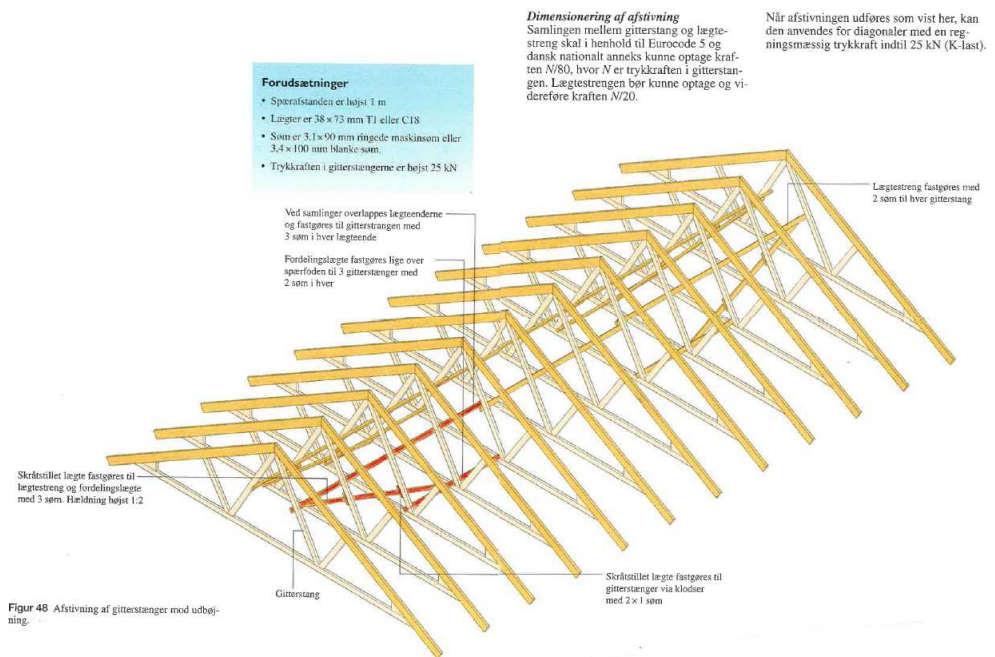 Dimensionering af afstivning
Samlingen mellem gitterstang og lægte-
streng skal i henhold til Eurocode 5 og
dansk nationalt anneks kunne optage kraf-
ten N/80, hvor N er trykkraften i gitterstan-
gen. Lægtestrengen bør kunne optage og vi-
dereføre kraften N/20.
Når afstivningen udføres som vist her, kan
den anvendes for diagonaler med en reg-
ningsmæssig trykkraft indtil 25 kN (K-last).
Forudsætninger
• Spærafstanden er højst 1 m
• Lægter er 38 × 73 mm T1 eller C18
• Søm er 3,1 × 90 mm ringede maskinsøm eller
3,4 × 100 mm blanke søm.
• Trykkraften i gitterstængerne er højst 25 kN
Lægtestreng fastgøres med
2 søm til hver gitterstang
Ved samlinger overlappes lægteenderne
og fastgøres til gitterstrangen med
3 søm i hver lægteende
Fordelingslægte fastgøres lige over
spærfoden til 3 gitterstænger med
2 søm i hver
Skråtstillet lægte fastgøres til
lægtestreng og fordelingslægte
med 3 søm. Hældning højst 1:2
Gitterstang
Skråtstillet lægte fastgøres til
gitterstænger via klodser
med 2 × 1 søm
Figur 48 Afstivning af gitterstænger mod udbøj-
ning.